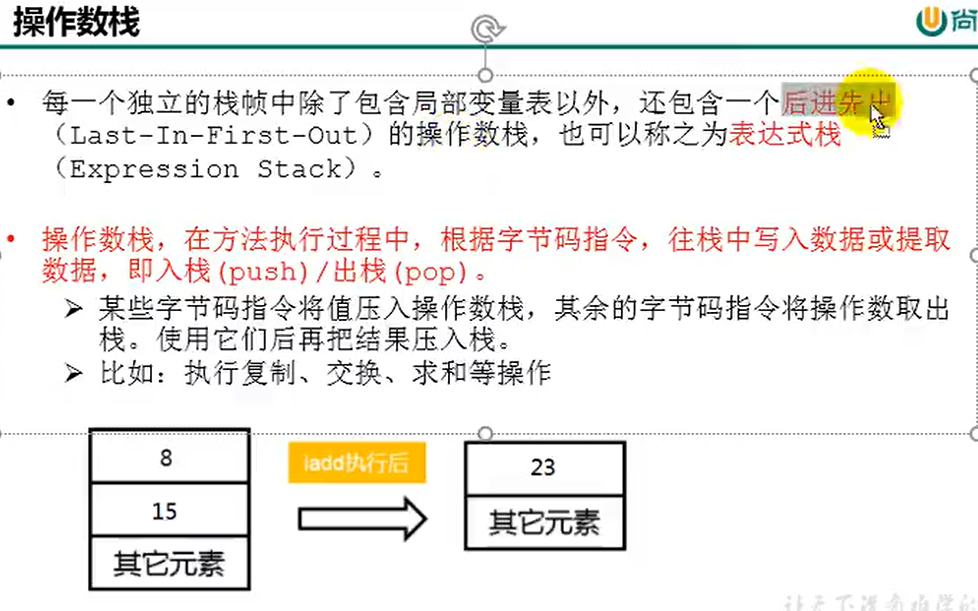 操作数栈
尚
• 每一个独立的栈帧中除了包含局部变量表以外，还包含一个后进先出
（Last-In-First-Out）的操作数栈，也可以称之为表达式栈
（Expression Stack）。
• 操作数栈，在方法执行过程中，根据字节码指令，往栈中写入数据或提取
数据，即入栈(push)/出栈(pop)。
➢ 某些字节码指令将值压入操作数栈，其余的字节码指令将操作数取出
栈。使用它们后再把结果压入栈。
➢ 比如：执行复制、交换、求和等操作
8
15
其它元素
iadd执行后
23
其它元素